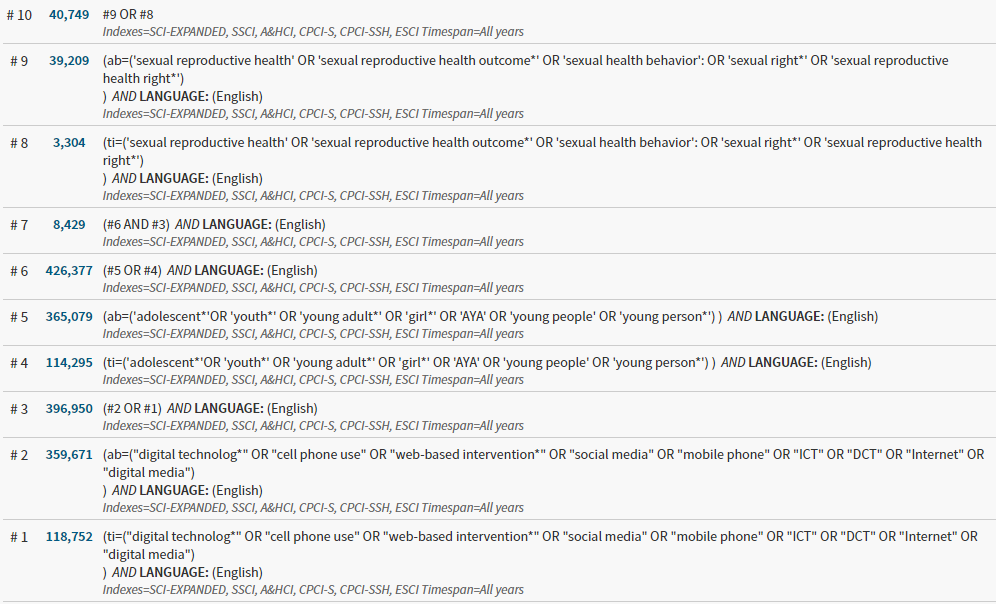 # 10 40,749 #9 OR #8
Indexes=SCI-EXPANDED, SSCI, A&HCI, CPCI-S, CPCI-SSH, ESCI Timespan=All years
# 9 39,209 (ab=('sexual reproductive health' OR 'sexual reproductive health outcome*' OR 'sexual health behavior': OR 'sexual right*' OR 'sexual reproductive
health right*')
) AND LANGUAGE: (English)
Indexes=SCI-EXPANDED, SSCI, A&HCI, CPCI-S, CPCI-SSH, ESCI Timespan=All years
# 8 3,304 (ti=('sexual reproductive health' OR 'sexual reproductive health outcome*' OR 'sexual health behavior': OR 'sexual right*' OR 'sexual reproductive health
right*')
) AND LANGUAGE: (English)
Indexes=SCI-EXPANDED, SSCI, A&HCI, CPCI-S, CPCI-SSH, ESCI Timespan=All years
# 7 8,429 (#6 AND #3) AND LANGUAGE: (English)
Indexes=SCI-EXPANDED, SSCI, A&HCI, CPCI-S, CPCI-SSH, ESCI Timespan=All years
# 6 426,377 (#5 OR #4) AND LANGUAGE: (English)
Indexes=SCI-EXPANDED, SSCI, A&HCI, CPCI-S, CPCI-SSH, ESCI Timespan=All years
# 5 365,079 (ab=('adolescent*'OR 'youth*' OR 'young adult*' OR 'girl*' OR 'AYA' OR 'young people' OR 'young person*') ) AND LANGUAGE: (English)
Indexes=SCI-EXPANDED, SSCI, A&HCI, CPCI-S, CPCI-SSH, ESCI Timespan=All years
# 4 114,295 (ti=('adolescent*'OR 'youth*' OR 'young adult*' OR 'girl*' OR 'AYA' OR 'young people' OR 'young person*') ) AND LANGUAGE: (English)
Indexes=SCI-EXPANDED, SSCI, A&HCI, CPCI-S, CPCI-SSH, ESCI Timespan=All years
# 3 396,950 (#2 OR #1) AND LANGUAGE: (English)
Indexes=SCI-EXPANDED, SSCI, A&HCI, CPCI-S, CPCI-SSH, ESCI Timespan=All years
# 2 359,671 (ab=("digital technolog*" OR "cell phone use" OR "web-based intervention*" OR "social media" OR "mobile phone" OR "ICT" OR "DCT" OR "Internet" OR
"digital media")
) AND LANGUAGE: (English)
Indexes=SCI-EXPANDED, SSCI, A&HCI, CPCI-S, CPCI-SSH, ESCI Timespan=All years
# 1 118,752 (ti=("digital technolog*" OR "cell phone use" OR "web-based intervention*" OR "social media" OR "mobile phone" OR "ICT" OR "DCT" OR "Internet" OR
"digital media")
) AND LANGUAGE: (English)
Indexes=SCI-EXPANDED, SSCI, A&HCI, CPCI-S, CPCI-SSH, ESCI Timespan=All years